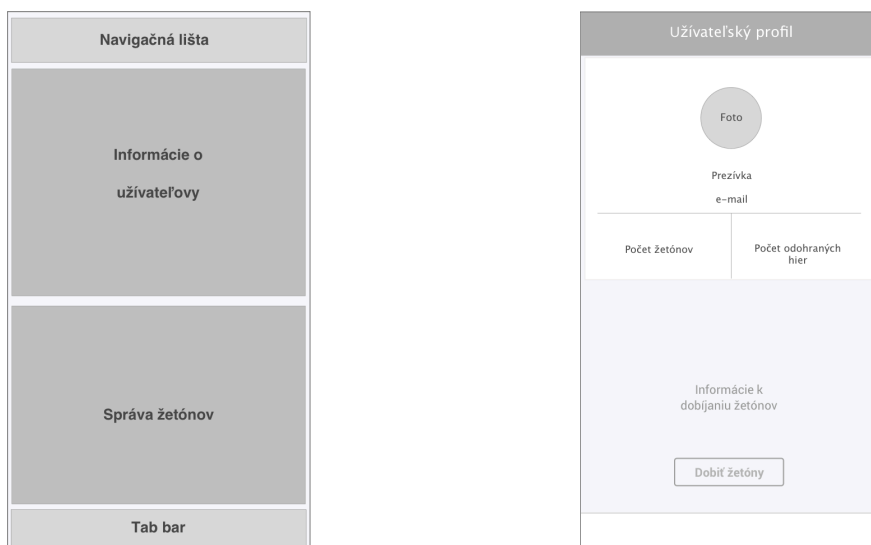 Navigačná lišta
Informácie o
užívateľovy
Správa žetónov
Tab bar
Užívateľský profil
Foto
Prezívka
e-mail
Počet žetónov
Počet odohraných
hier
Informácie k
dobíjaniu žetónov
Dobiť žetóny